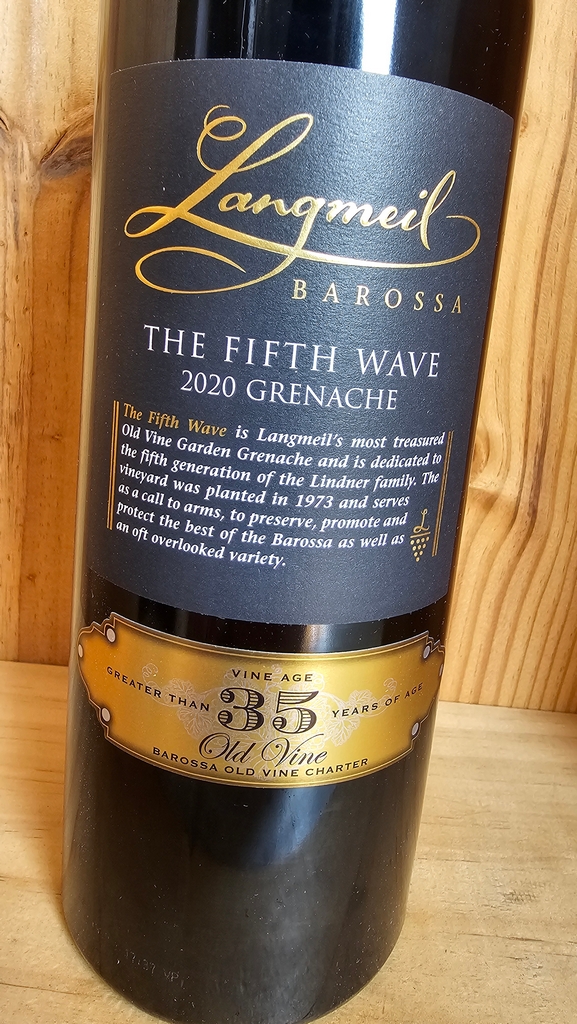 Langmeil
BAROSSA
THE FIFTH WAVE
2020 GRENACHE
The Fifth Wave is Langmeil's most treasured
Old Vine Garden Grenache and is dedicated to
the fifth generation of the Lindner family. The
vineyard was planted in 1973 and serves
as a call to arms, to preserve, promote and
protect the best of the Barossa as well as
an oft overlooked variety.
L
VINE AGE
GREATER THAN 35 YEARS OF AGE
Old Vine
BAROSSA OLD VINE CHARTER